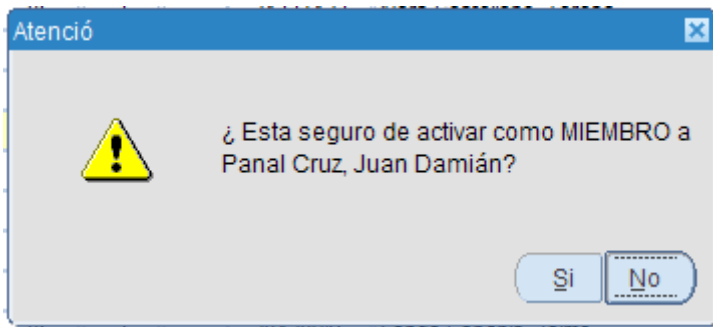 Atenció
¿ Esta seguro de activar como MIEMBRO a
Panal Cruz, Juan Damián?
Si No